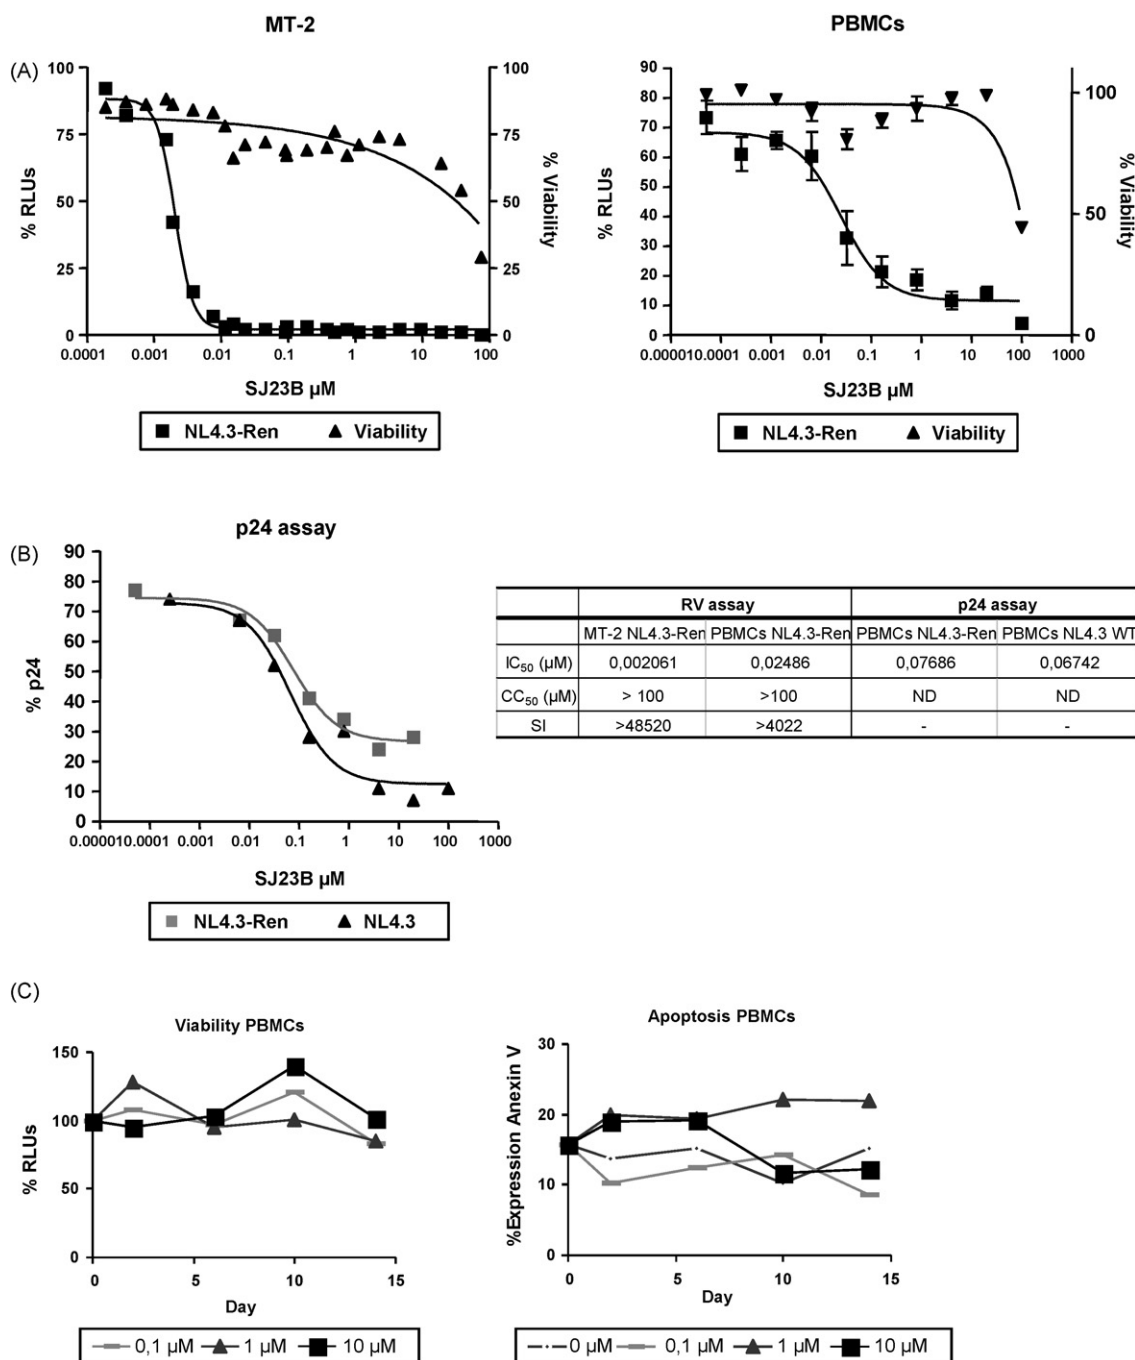 (A)
MT-2
% RLUs
100
75
50
25
0
100
75
50
25
0
% Viability
0.0001 0.001 0.01 0.1 1 10 100
SJ23B µM
NL4.3-Ren Viability
PBMCs
% RLUs
90
80
70
60
50
40
30
20
10
0
100
50
0
% Viability
0.00001 0.0001 0.001 0.01 0.1 1 10 100 1000
SJ23B µM
NL4.3-Ren Viability
(B)
p24 assay
% p24
90
80
70
60
50
40
30
20
10
0
0.00001 0.0001 0.001 0.01 0.1 1 10 100 1000
SJ23B µM
NL4.3-Ren NL4.3
RV assay p24 assay
MT-2 NL4.3-Ren PBMCs NL4.3-Ren PBMCs NL4.3-Ren PBMCs NL4.3 WT
IC50 (µM) 0,002061 0,02486 0,07686 0,06742
CC50 (µM) > 100 >100 ND ND
SI >48520 >4022 - -
(C)
Viability PBMCs
% RLUs
150
100
50
0
0 5 10 15
Day
0,1 µM 1 µM 10 µM
Apoptosis PBMCs
%Expression Anexin V
30
20
10
0
0 5 10 15
Day
0 µM 0,1 µM 1 µM 10 µM